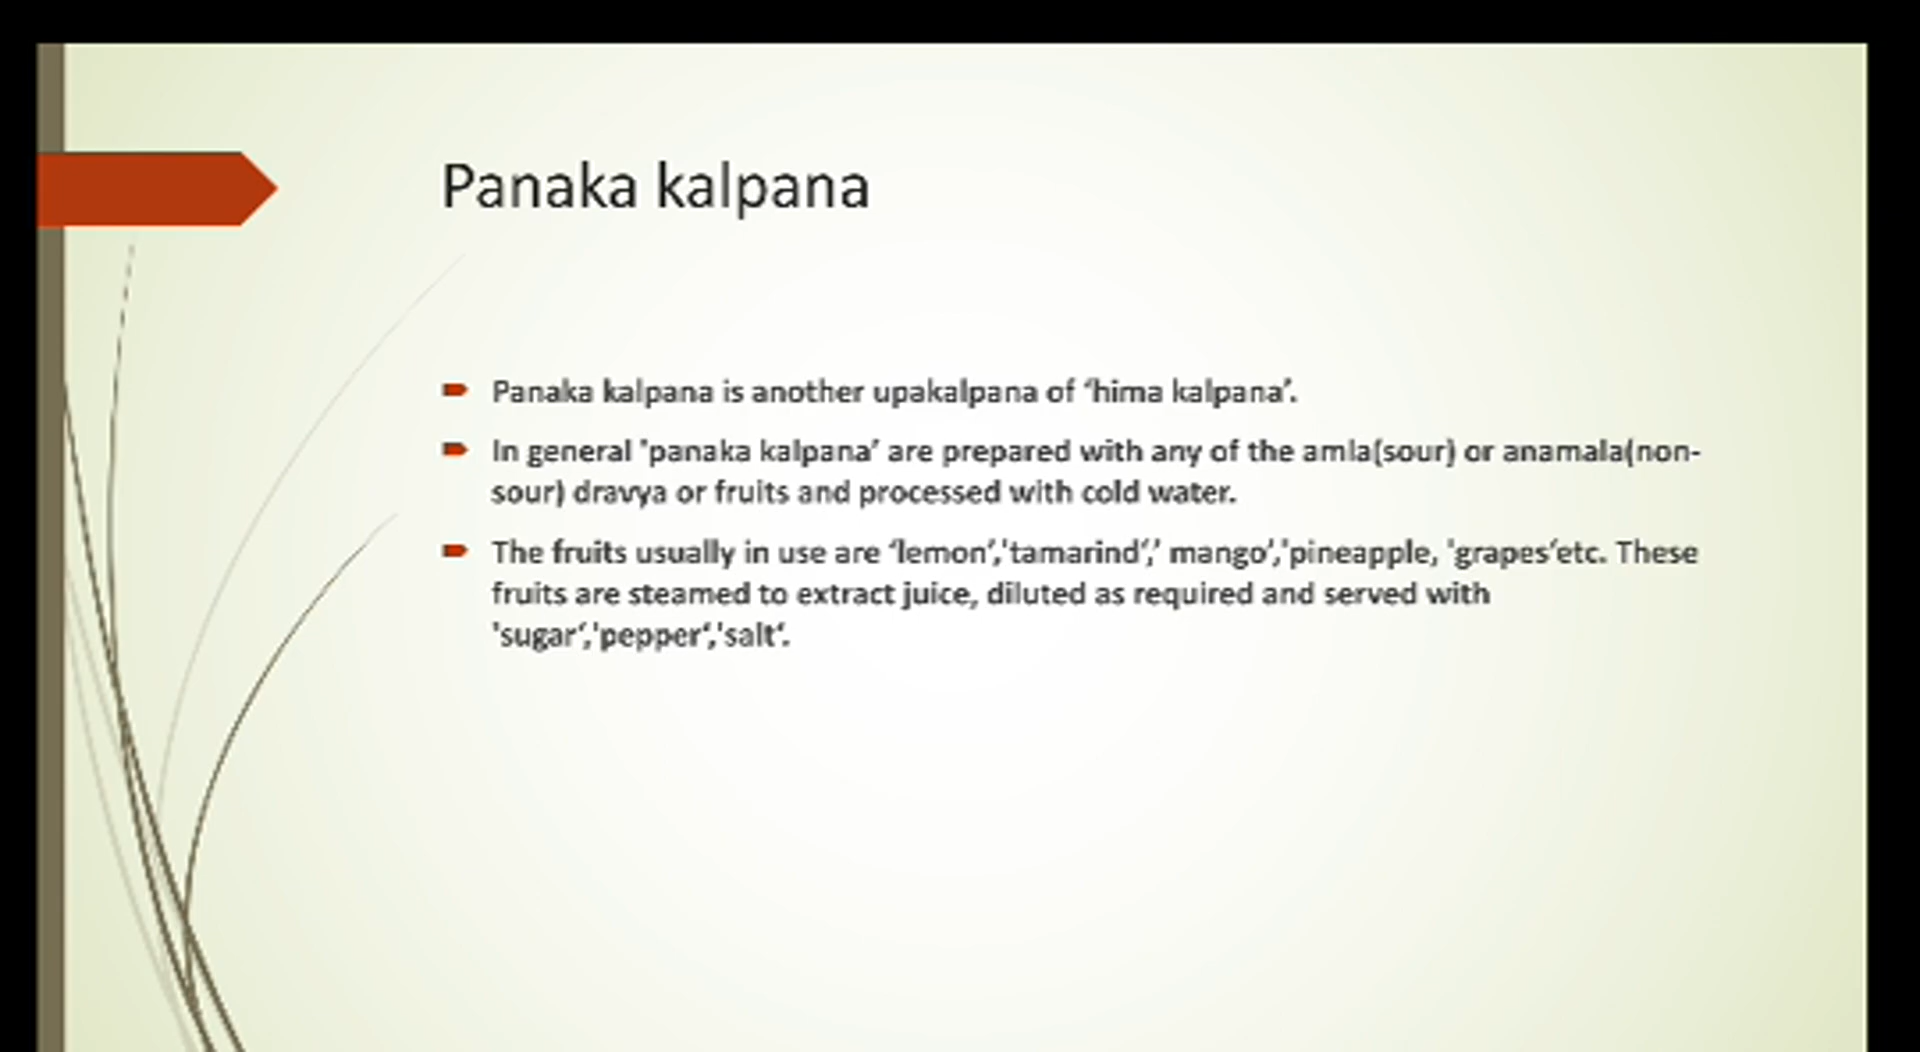 Panaka kalpana
Panaka kalpana is another upakalpana of ‘hima kalpana’.
In general 'panaka kalpana’ are prepared with any of the amla(sour) or anamala(non-
sour) dravya or fruits and processed with cold water.
The fruits usually in use are ‘lemon’,'tamarind‘,’ mango’,'pineapple, 'grapes‘etc. These
fruits are steamed to extract juice, diluted as required and served with
'sugar‘,'pepper‘,'salt‘.